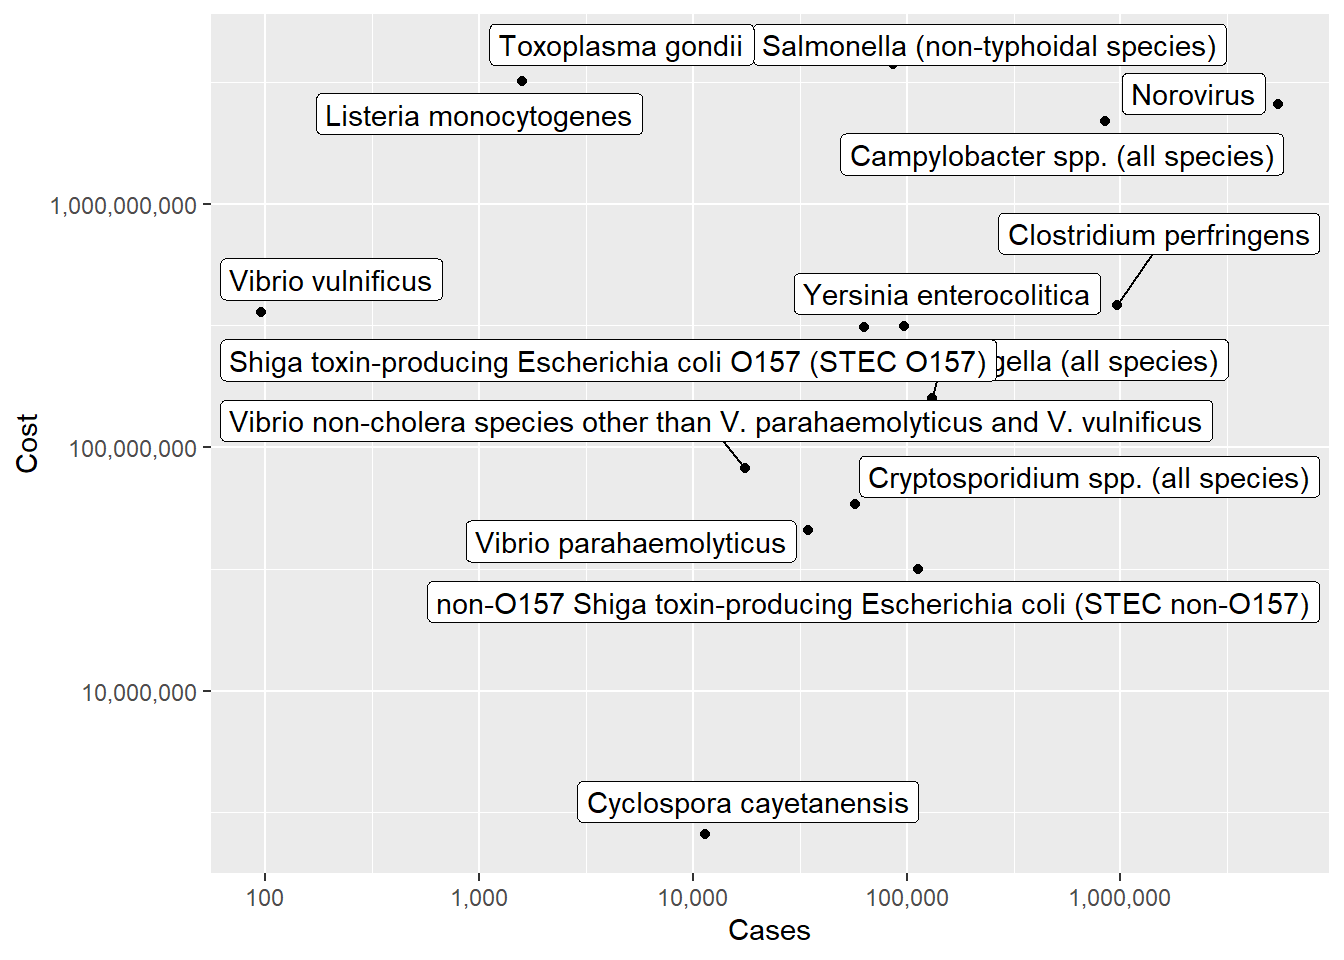 Toxoplasma gondii
Salmonella (non-typhoidal species)
Norovirus
Listeria monocytogenes
Campylobacter spp. (all species)
1,000,000,000
Clostridium perfringens
Vibrio vulnificus
Yersinia enterocolitica
Shiga toxin-producing Escherichia coli O157 (STEC O157)
(all species)
Vibrio non-cholera species other than V. parahaemolyticus and V. vulnificus
Cost
100,000,000
Cryptosporidium spp. (all species)
Vibrio parahaemolyticus
non-O157 Shiga toxin-producing Escherichia coli (STEC non-O157)
10,000,000
Cyclospora cayetanensis
100
1,000
10,000
100,000
1,000,000
Cases